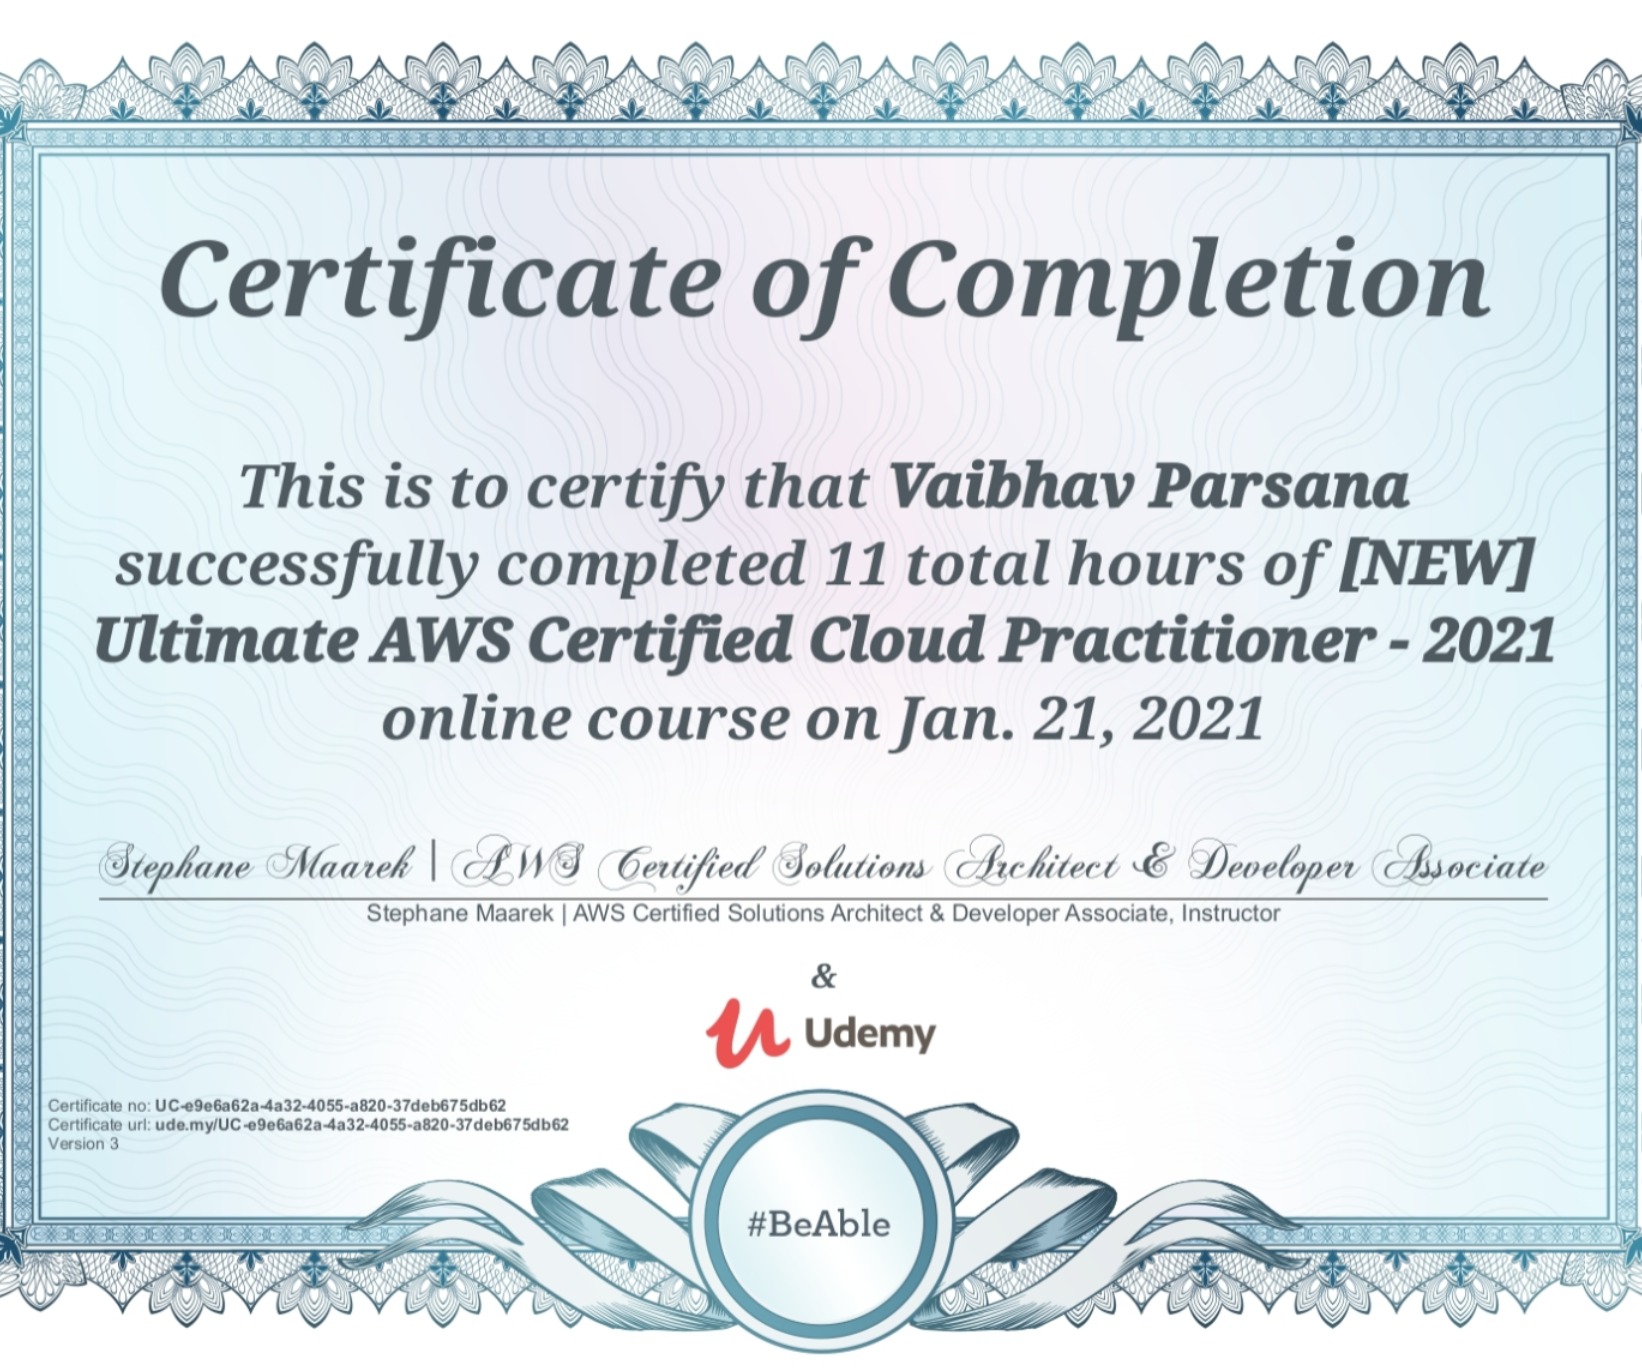 Certificate of Completion
This is to certify that Vaibhav Parsana
successfully completed 11 total hours of [NEW]
Ultimate AWS Certified Cloud Practitioner - 2021
online course on Jan. 21, 2021
Stephane Maarek | AWS Certified Solutions Architect & Developer Associate
Stephane Maarek | AWS Certified Solutions Architect & Developer Associate, Instructor
&
Udemy
Certificate no: UC-e9e6a62a-4a32-4055-a820-37deb675db62
Certificate url: ude.my/UC-e9e6a62a-4a32-4055-a820-37deb675db62
Version 3
#BeAble